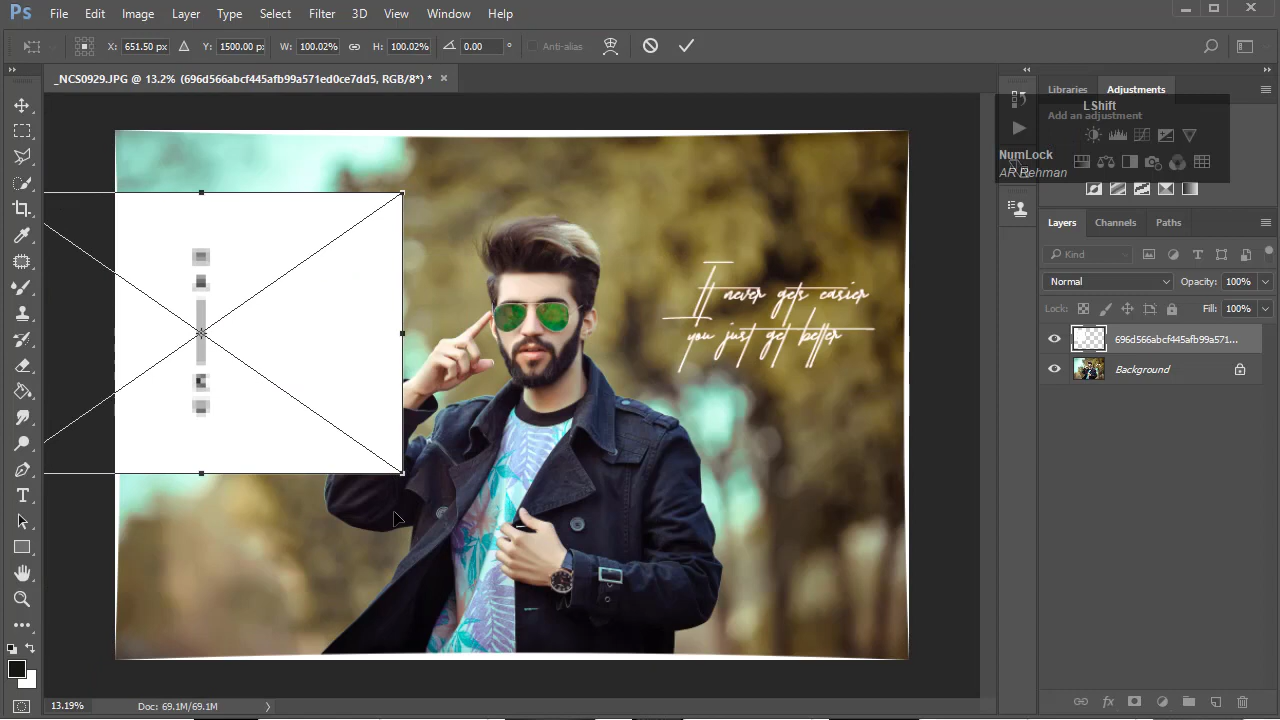 Ps File Edit Image Layer Type Select Filter 3D View Window Help
X: 651.50 px Y: 1500.00 px W: 100.02% H: 100.02% 0.00 ° Anti-alias
_NCS0929.JPG @ 13.2% (696d566abcf445afb99a571ed0ce7dd5, RGB/8*) *
Libraries Adjustments
LShift
Add an adjustment
NumLock
AR Rehman
Layers Channels Paths
Kind
Normal Opacity: 100%
Lock: Fill: 100%
696d566abcf445afb99a571...
Background
I never gets easier
you just get better
13.19% Doc: 69.1M/69.1M